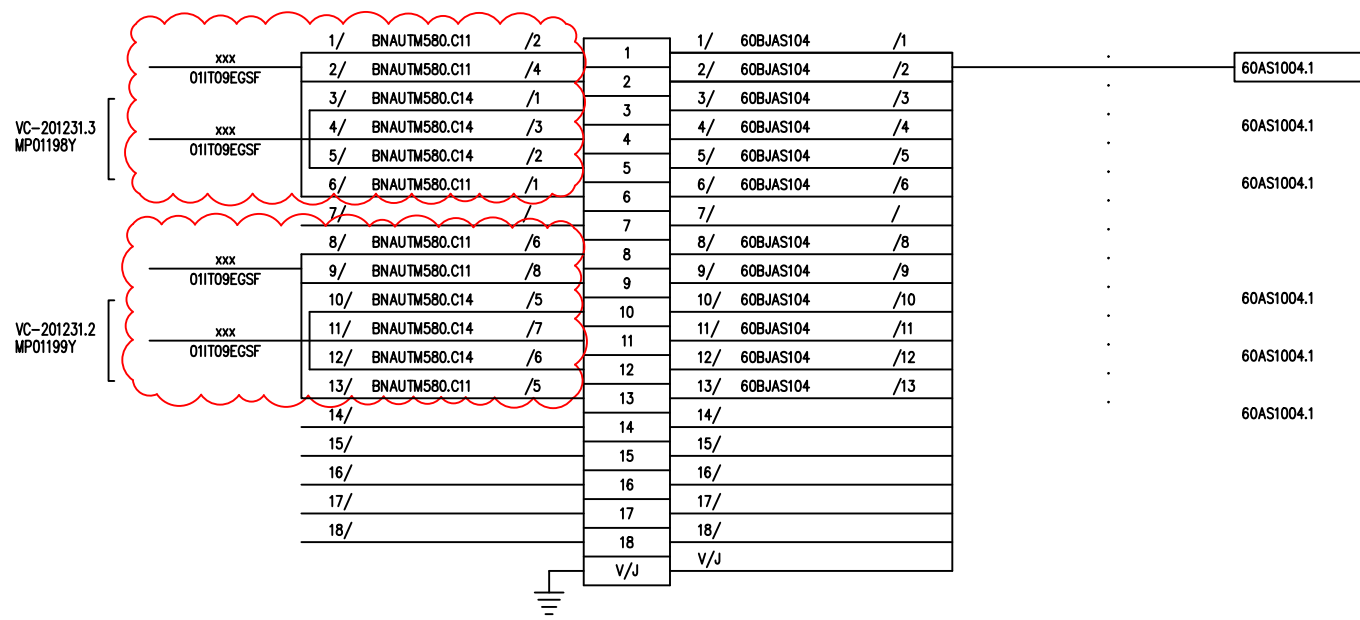 1/ BNAUTM580.C11 /2 1 1/ 60BJAS104 /1
xxx
01IT09EGSF
2/ BNAUTM580.C11 /4 2 2/ 60BJAS104 /2 60AS1004.1
3/ BNAUTM580.C14 /1 3 3/ 60BJAS104 /3
VC-201231.3
MP01198Y
xxx
01IT09EGSF
4/ BNAUTM580.C14 /3 4 4/ 60BJAS104 /4 60AS1004.1
5/ BNAUTM580.C14 /2 5 5/ 60BJAS104 /5
6/ BNAUTM580.C11 /1 6 6/ 60BJAS104 /6 60AS1004.1
7/ / 7 7/ /
8/ BNAUTM580.C11 /6 8 8/ 60BJAS104 /8
xxx
01IT09EGSF
9/ BNAUTM580.C11 /8 9 9/ 60BJAS104 /9
10/ BNAUTM580.C14 /5 10 10/ 60BJAS104 /10 60AS1004.1
VC-201231.2
MP01199Y
xxx
01IT09EGSF
11/ BNAUTM580.C14 /7 11 11/ 60BJAS104 /11
12/ BNAUTM580.C14 /6 12 12/ 60BJAS104 /12 60AS1004.1
13/ BNAUTM580.C11 /5 13 13/ 60BJAS104 /13
14/ 14 14/ 60AS1004.1
15/ 15 15/
16/ 16 16/
17/ 17 17/
18/ 18 18/
V/J V/J